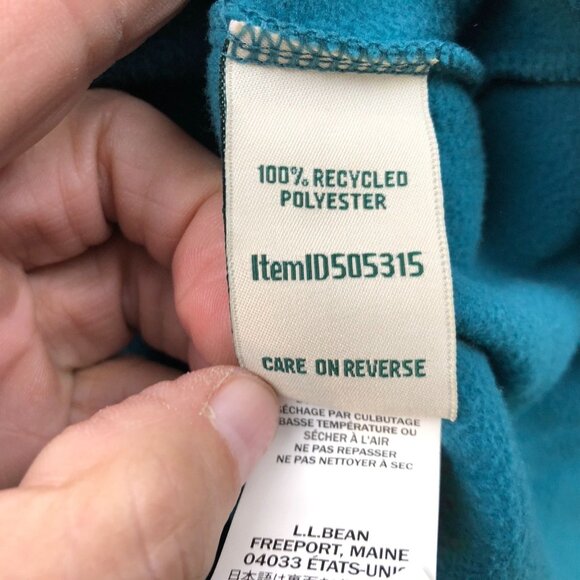 100% RECYCLED
POLYESTER
ItemID505315
CARE ON REVERSE
SÉCHAGE PAR CULBUTAGE
BASSE TEMPÉRATURE OU
SÉCHER À L'AIR
NE PAS REPASSER
NE PAS NETTOYER À SEC
L.L.BEAN
FREEPORT, MAINE
04033 ÉTATS-UNIS